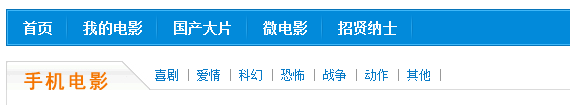 首页 我的电影 国产大片 微电影 招贤纳士
手机电影 喜剧 | 爱情 | 科幻 | 恐怖 | 战争 | 动作 | 其他 |